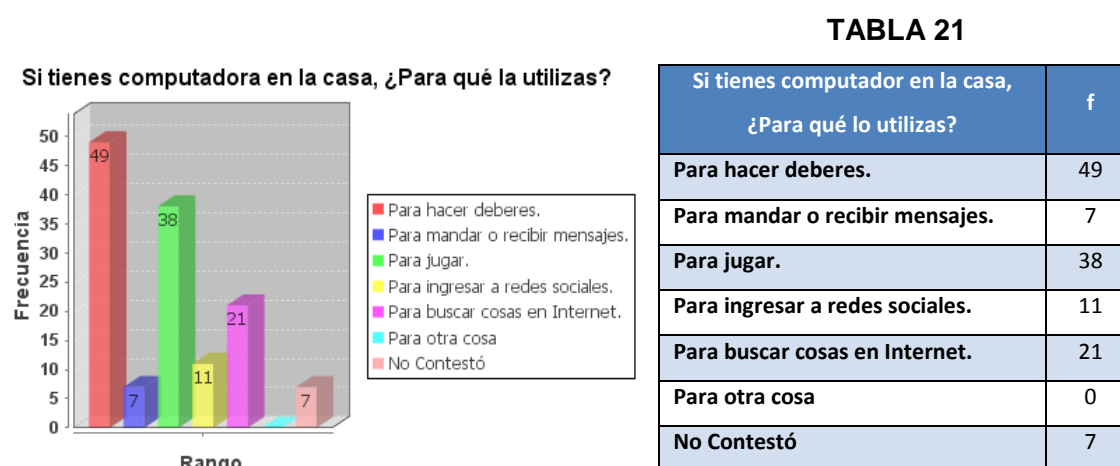 TABLA 21
Si tienes computadora en la casa, ¿Para qué la utilizas?
Frecuencia
50
45
40
35
30
25
20
15
10
5
0
49
7
38
11
21
7
Rango
Para hacer deberes.
Para mandar o recibir mensajes.
Para jugar.
Para ingresar a redes sociales.
Para buscar cosas en Internet.
Para otra cosa
No Contestó
Si tienes computador en la casa,
¿Para qué lo utilizas?
f
Para hacer deberes. 49
Para mandar o recibir mensajes. 7
Para jugar. 38
Para ingresar a redes sociales. 11
Para buscar cosas en Internet. 21
Para otra cosa 0
No Contestó 7